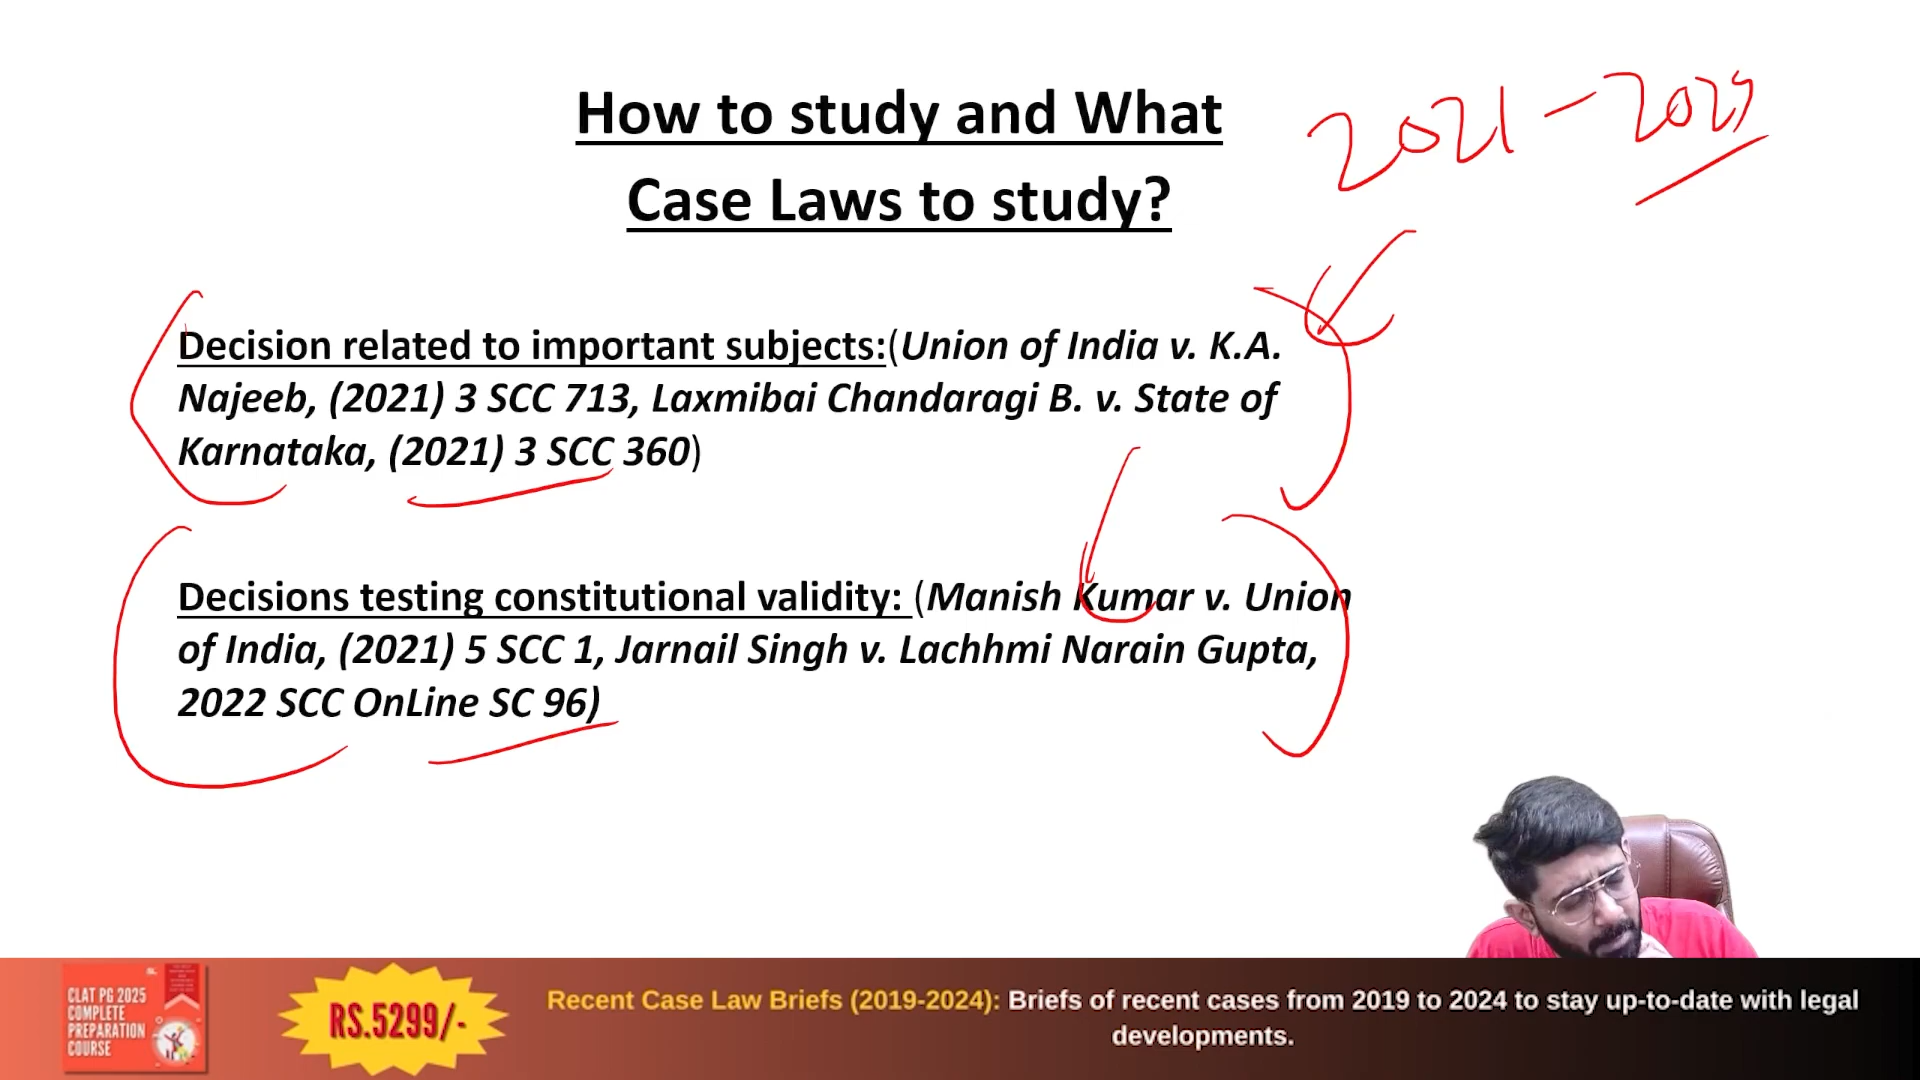 How to study and What
Case Laws to study?
2021 -
Decision related to important subjects:(Union of India v. K.A.
Najeeb, (2021) 3 SCC 713, Laxmibai Chandaragi B. v. State of
Karnataka, (2021) 3 SCC 360)
Decisions testing constitutional validity: (Manish Kumar v. Union
of India, (2021) 5 SCC 1, Jarnail Singh v. Lachhmi Narain Gupta,
2022 SCC OnLine SC 96)
CLAT PG 2025
COMPLETE
PREPARATION
COURSE
RS.5299/-
Recent Case Law Briefs (2019-2024): Briefs of recent cases from 2019 to 2024 to stay up-to-date with legal
developments.